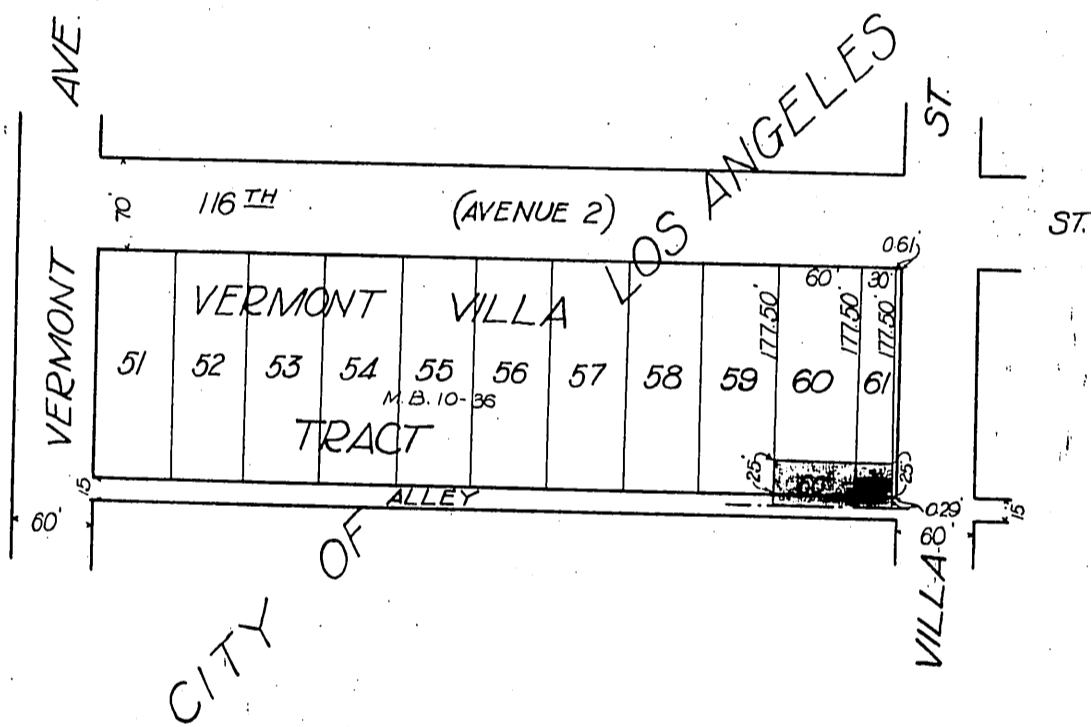 AVE.
ST.
CITY OF LOS ANGELES
116 TH
(AVENUE 2)
ST.
70'
0.61'
60'
30
VERMONT
VERMONT VILLA
177.50'
177.50'
177.50'
51 52 53 54 55 56 57 58 59 60 61
M.B. 10-36
TRACT
25'
25'
15'
ALLEY
0.29'
15'
60'
60'
VILLA